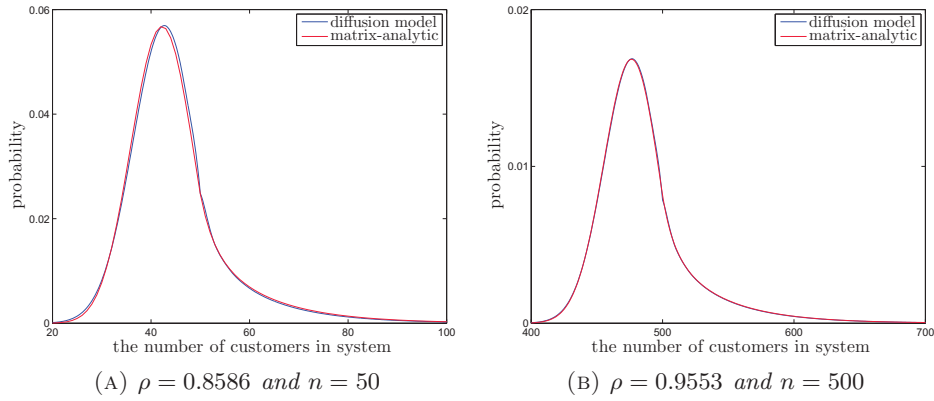 0.06
0.04
0.02
0
20
40
60
80
100
probability
the number of customers in system
diffusion model
matrix-analytic
(A) ρ = 0.8586 and n = 50
0.02
0.01
0
400
500
600
700
probability
the number of customers in system
diffusion model
matrix-analytic
(B) ρ = 0.9553 and n = 500